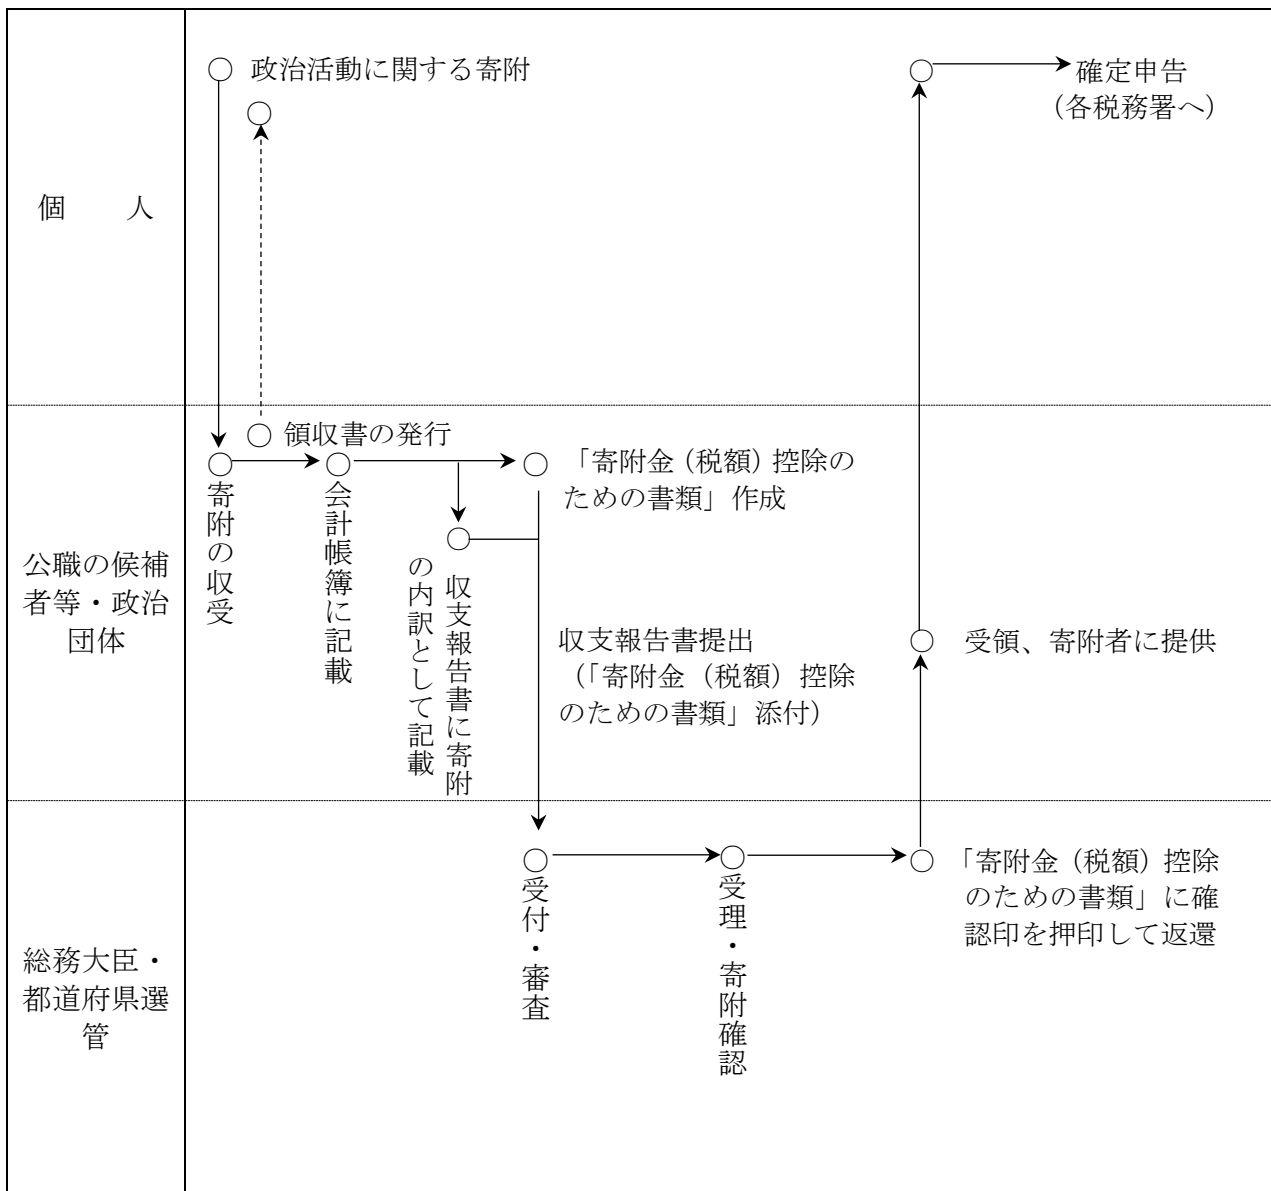 個　　人
政治活動に関する寄附
確定申告
（各税務署へ）
公職の候補
者等・政治
団体
領収書の発行
寄附の収受
会計帳簿に記載
収支報告書に寄附
の内訳として記載
「寄附金（税額）控除の
ための書類」作成
収支報告書提出
（「寄附金（税額）控除
のための書類」添付）
受領、寄附者に提供
総務大臣・
都道府県選
管
受付・審査
受理・寄附確認
「寄附金（税額）控除
のための書類」に確
認印を押印して返還